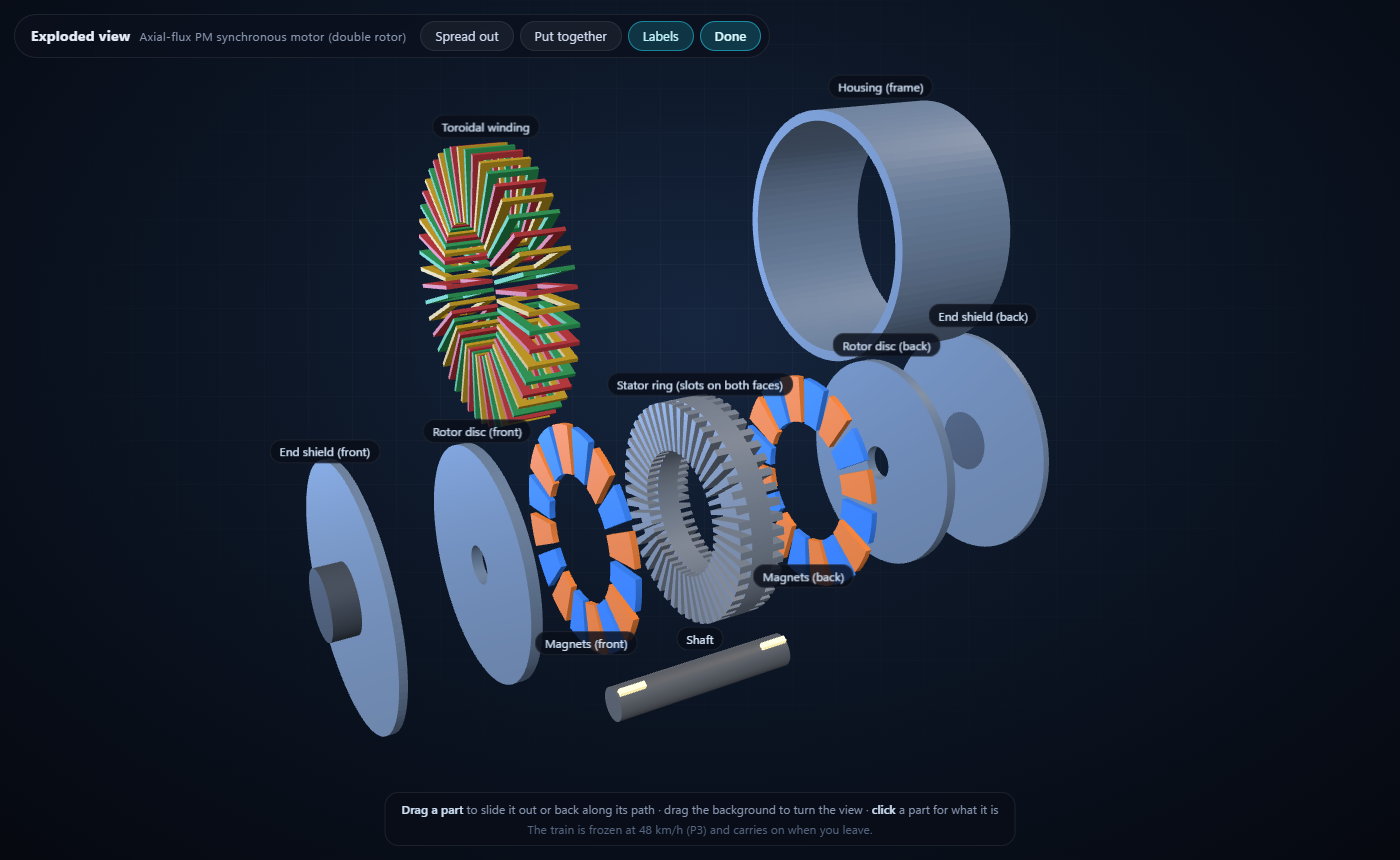 Exploded view Axial-flux PM synchronous motor (double rotor) Spread out Put together Labels Done
Housing (frame)
Toroidal winding
End shield (back)
Rotor disc (back)
Stator ring (slots on both faces)
Rotor disc (front)
End shield (front)
Magnets (back)
Magnets (front)
Shaft
Drag a part to slide it out or back along its path · drag the background to turn the view · click a part for what it is
The train is frozen at 48 km/h (P3) and carries on when you leave.